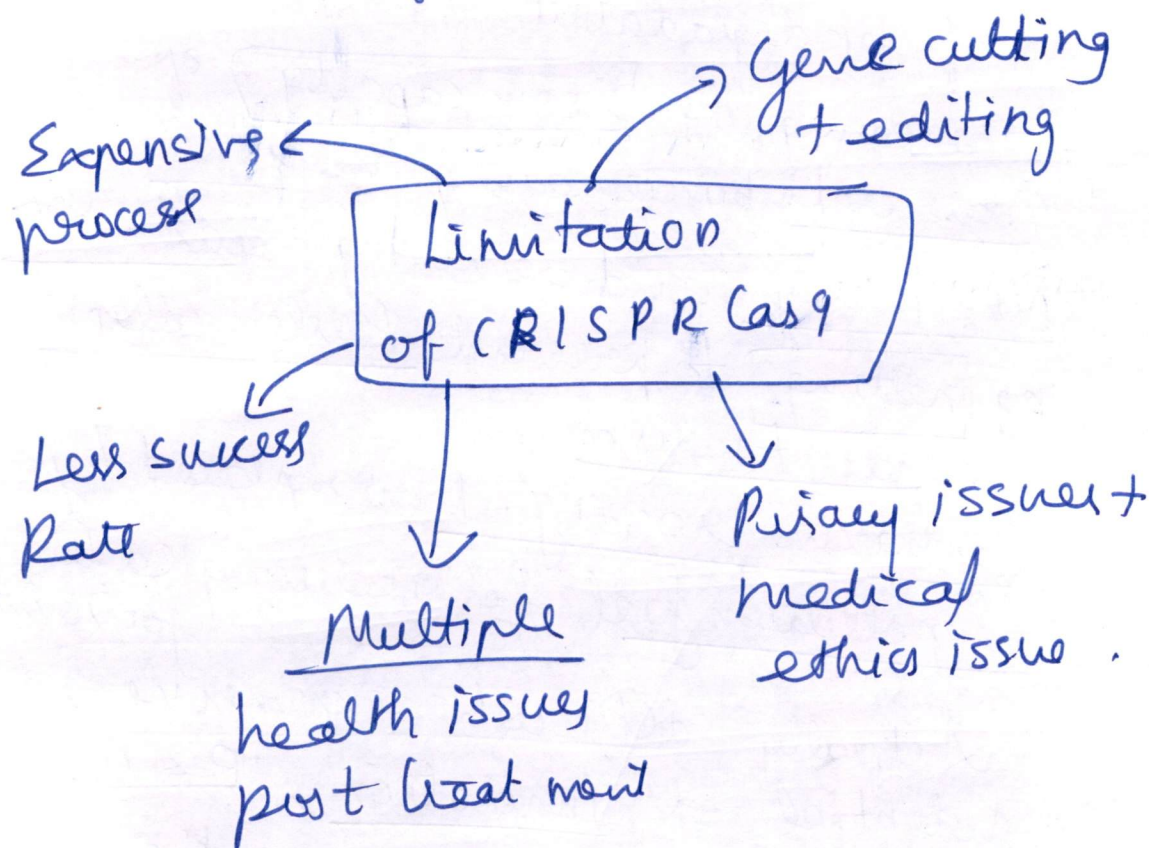 Gene cutting
+ editing
Expensive
process
Limitation
of CRISPR Cas9
Less success
Rate
Privacy issues +
medical
ethics issue.
Multiple
health issues
post treatment